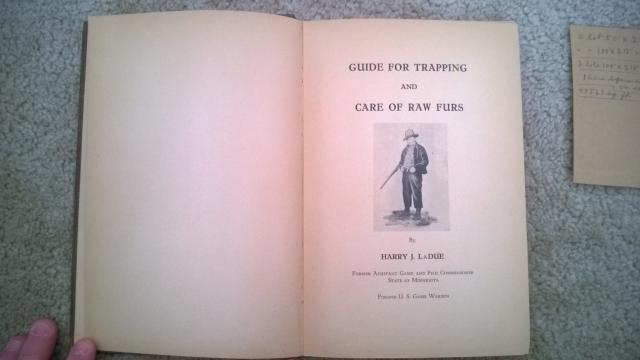 GUIDE FOR TRAPPING
AND
CARE OF RAW FURS
By
HARRY J. LADUE
FORMER ASSISTANT GAME AND FISH COMMISSIONER
STATE OF MINNESOTA
FORMER U. S. GAME WARDEN